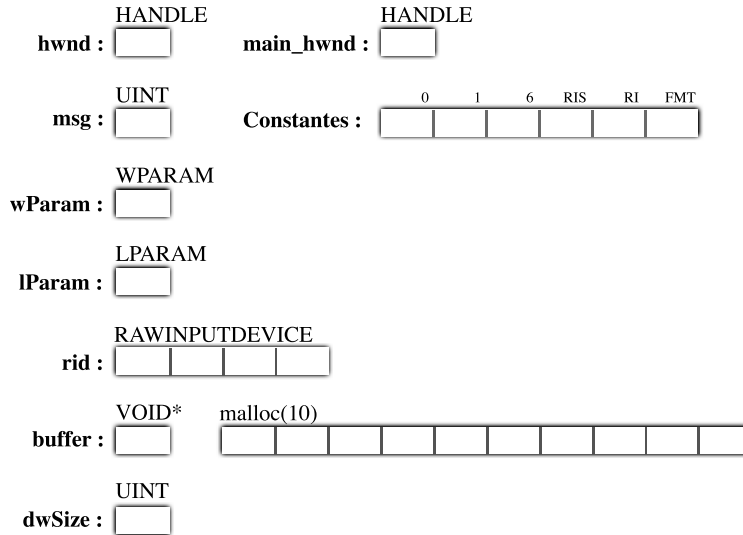 HANDLE HANDLE
hwnd : main_hwnd :
UINT 0 1 6 RIS RI FMT
msg : Constantes :
WPARAM
wParam :
LPARAM
lParam :
RAWINPUTDEVICE
rid :
VOID* malloc(10)
buffer :
UINT
dwSize :